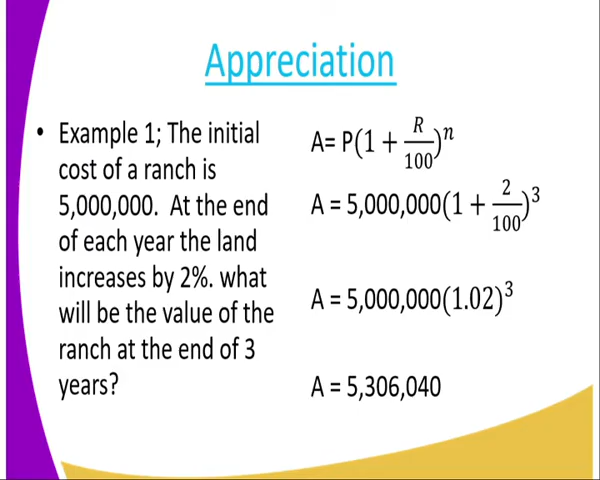 Appreciation
• Example 1; The initial
cost of a ranch is
5,000,000. At the end
of each year the land
increases by 2%. what
will be the value of the
ranch at the end of 3
years?
A= P(1 + R/100)^n
A = 5,000,000(1 + 2/100)^3
A = 5,000,000(1.02)^3
A = 5,306,040